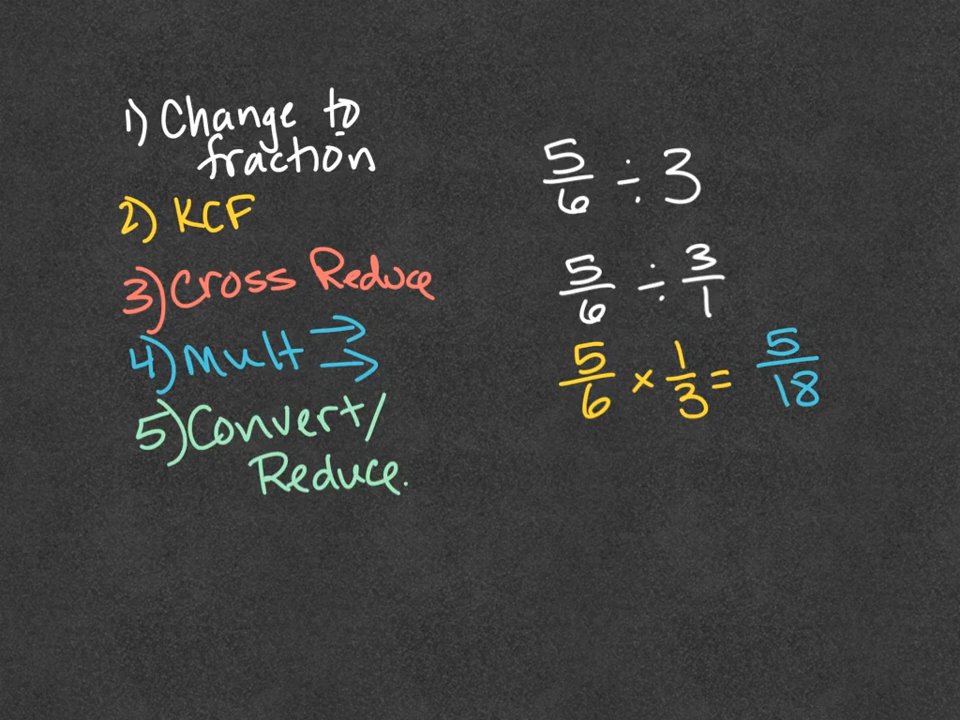 1) Change to
fraction
2) KCF
3) Cross Reduce
4) Mult →
→
5) Convert/
Reduce.
5/6 ÷ 3
5/6 ÷ 3/1
5/6 × 1/3 = 5/18